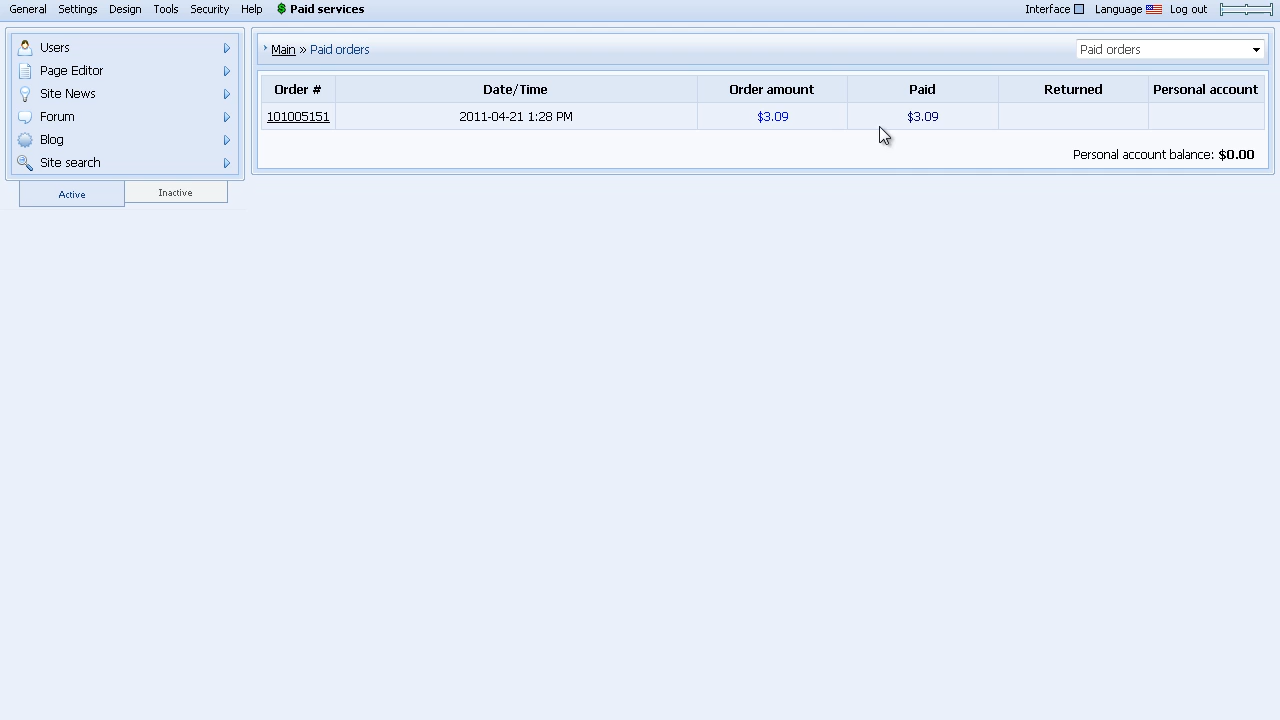 General Settings Design Tools Security Help Paid services Interface Language Log out
Users
Page Editor
Site News
Forum
Blog
Site search
Active Inactive
Main » Paid orders Paid orders
Order # Date/Time Order amount Paid Returned Personal account
101005151 2011-04-21 1:28 PM $3.09 $3.09
Personal account balance: $0.00